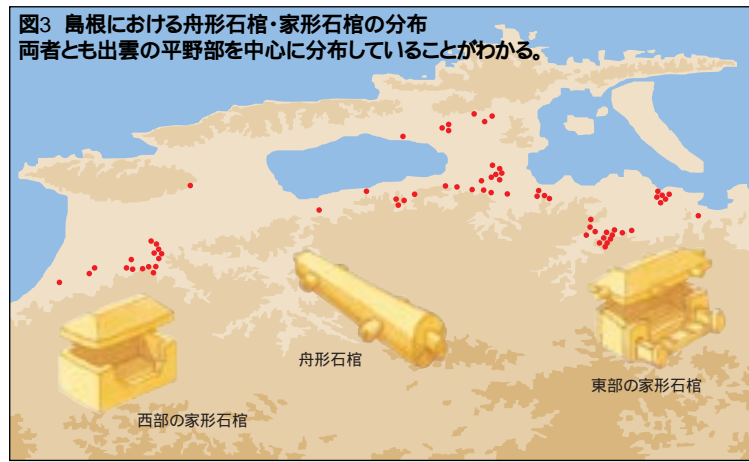 図3 島根における舟形石棺・家形石棺の分布
両者とも出雲の平野部を中心に分布していることがわかる。
舟形石棺
東部の家形石棺
西部の家形石棺